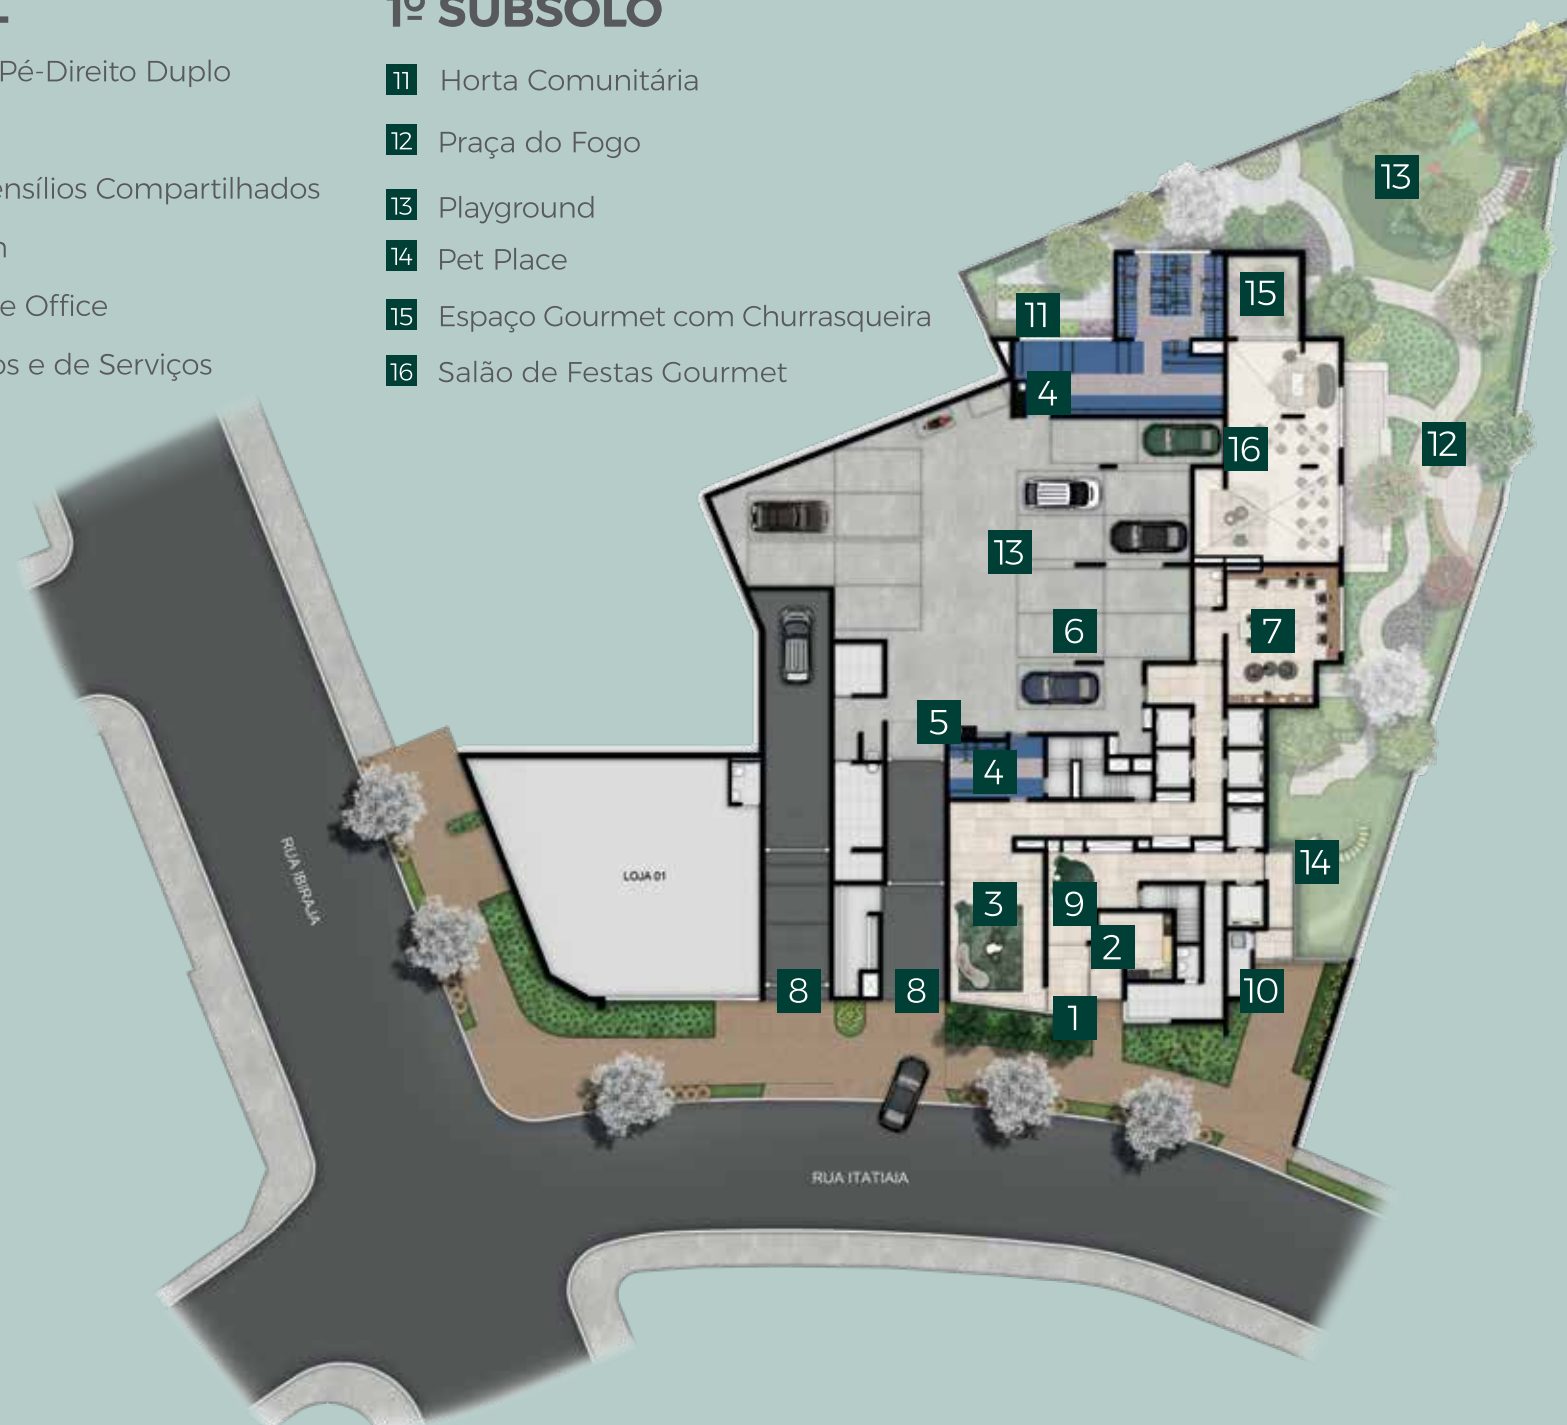 1º SUBSOLO
Pé-Direito Duplo
ensílios Compartilhados
e Office
os e de Serviços
11 Horta Comunitária
12 Praça do Fogo
13 Playground
14 Pet Place
15 Espaço Gourmet com Churrasqueira
16 Salão de Festas Gourmet
13
15
11
4
16
12
13
6
7
5
4
14
3
9
2
8
8
10
1
LOJA 01
RUA IBIRAJA
RUA ITATIAIA